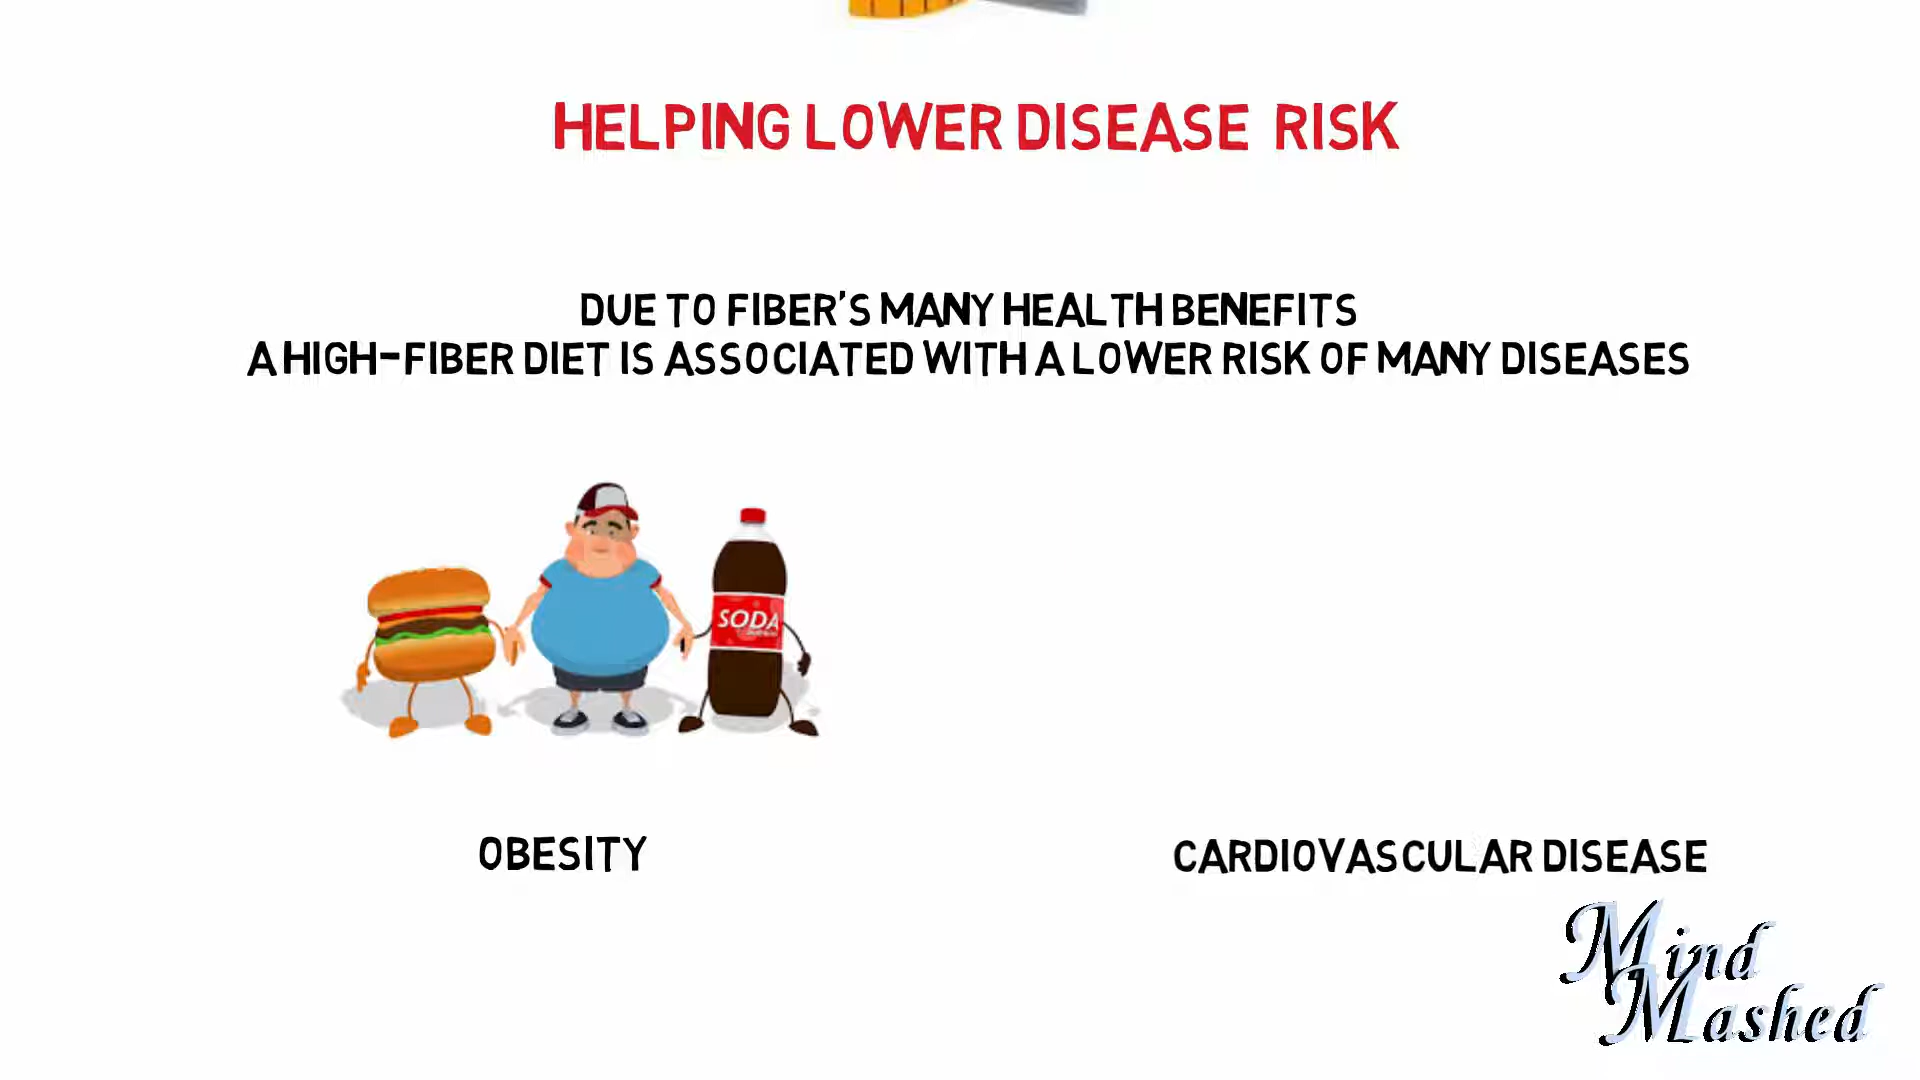 HELPING LOWER DISEASE RISK
DUE TO FIBER'S MANY HEALTH BENEFITS
A HIGH-FIBER DIET IS ASSOCIATED WITH A LOWER RISK OF MANY DISEASES
SODA
OBESITY
CARDIOVASCULAR DISEASE
Mind
Mashed